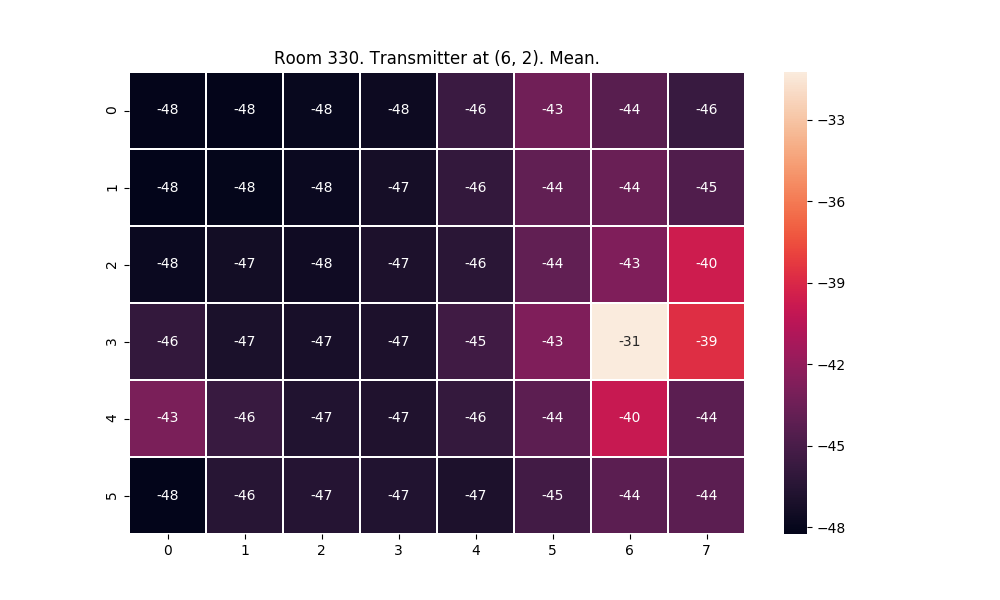 Room 330. Transmitter at (6, 2). Mean.
0 -48 -48 -48 -48 -46 -43 -44 -46
1 -48 -48 -48 -47 -46 -44 -44 -45
2 -48 -47 -48 -47 -46 -44 -43 -40
3 -46 -47 -47 -47 -45 -43 -31 -39
4 -43 -46 -47 -47 -46 -44 -40 -44
5 -48 -46 -47 -47 -47 -45 -44 -44
0 1 2 3 4 5 6 7
−33
−36
−39
−42
−45
−48